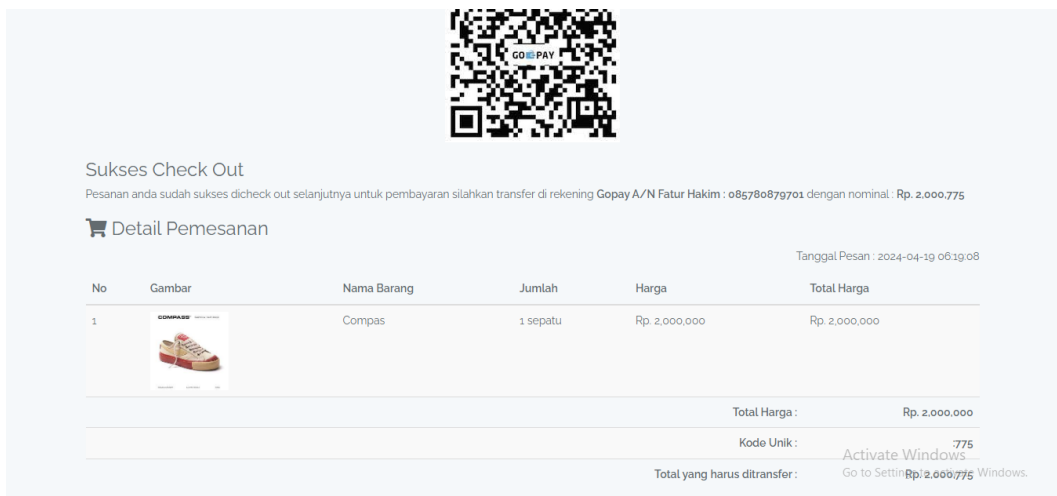 GO PAY
Sukses Check Out
Pesanan anda sudah sukses dicheck out selanjutnya untuk pembayaran silahkan transfer di rekening Gopay A/N Fatur Hakim : 085780879701 dengan nominal : Rp. 2,000,775
Detail Pemesanan
Tanggal Pesan : 2024-04-19 06:19:08
No Gambar Nama Barang Jumlah Harga Total Harga
COMPASS
1 Compas 1 sepatu Rp. 2,000,000 Rp. 2,000,000
Total Harga : Rp. 2,000,000
Kode Unik : :775
Activate Windows
Total yang harus ditransfer : Rp. 2,000,775
Go to Settings to activate Windows.